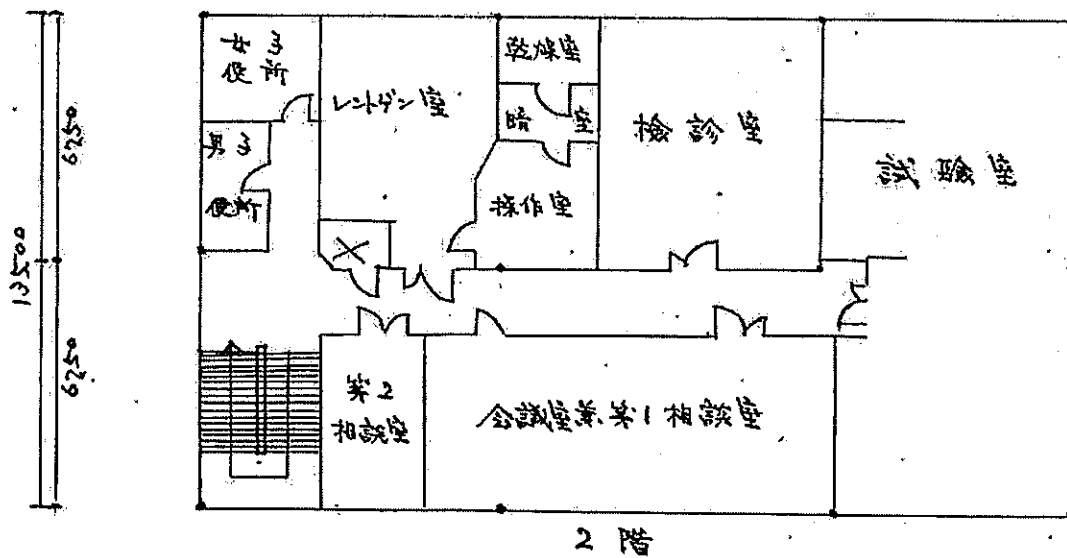 女子
便所
レントゲン室
乾燥室
暗 室
検診室
試験室
男子
便所
操作室
6250
13500
6250
第2
相談室
会議室兼第1相談室
2階